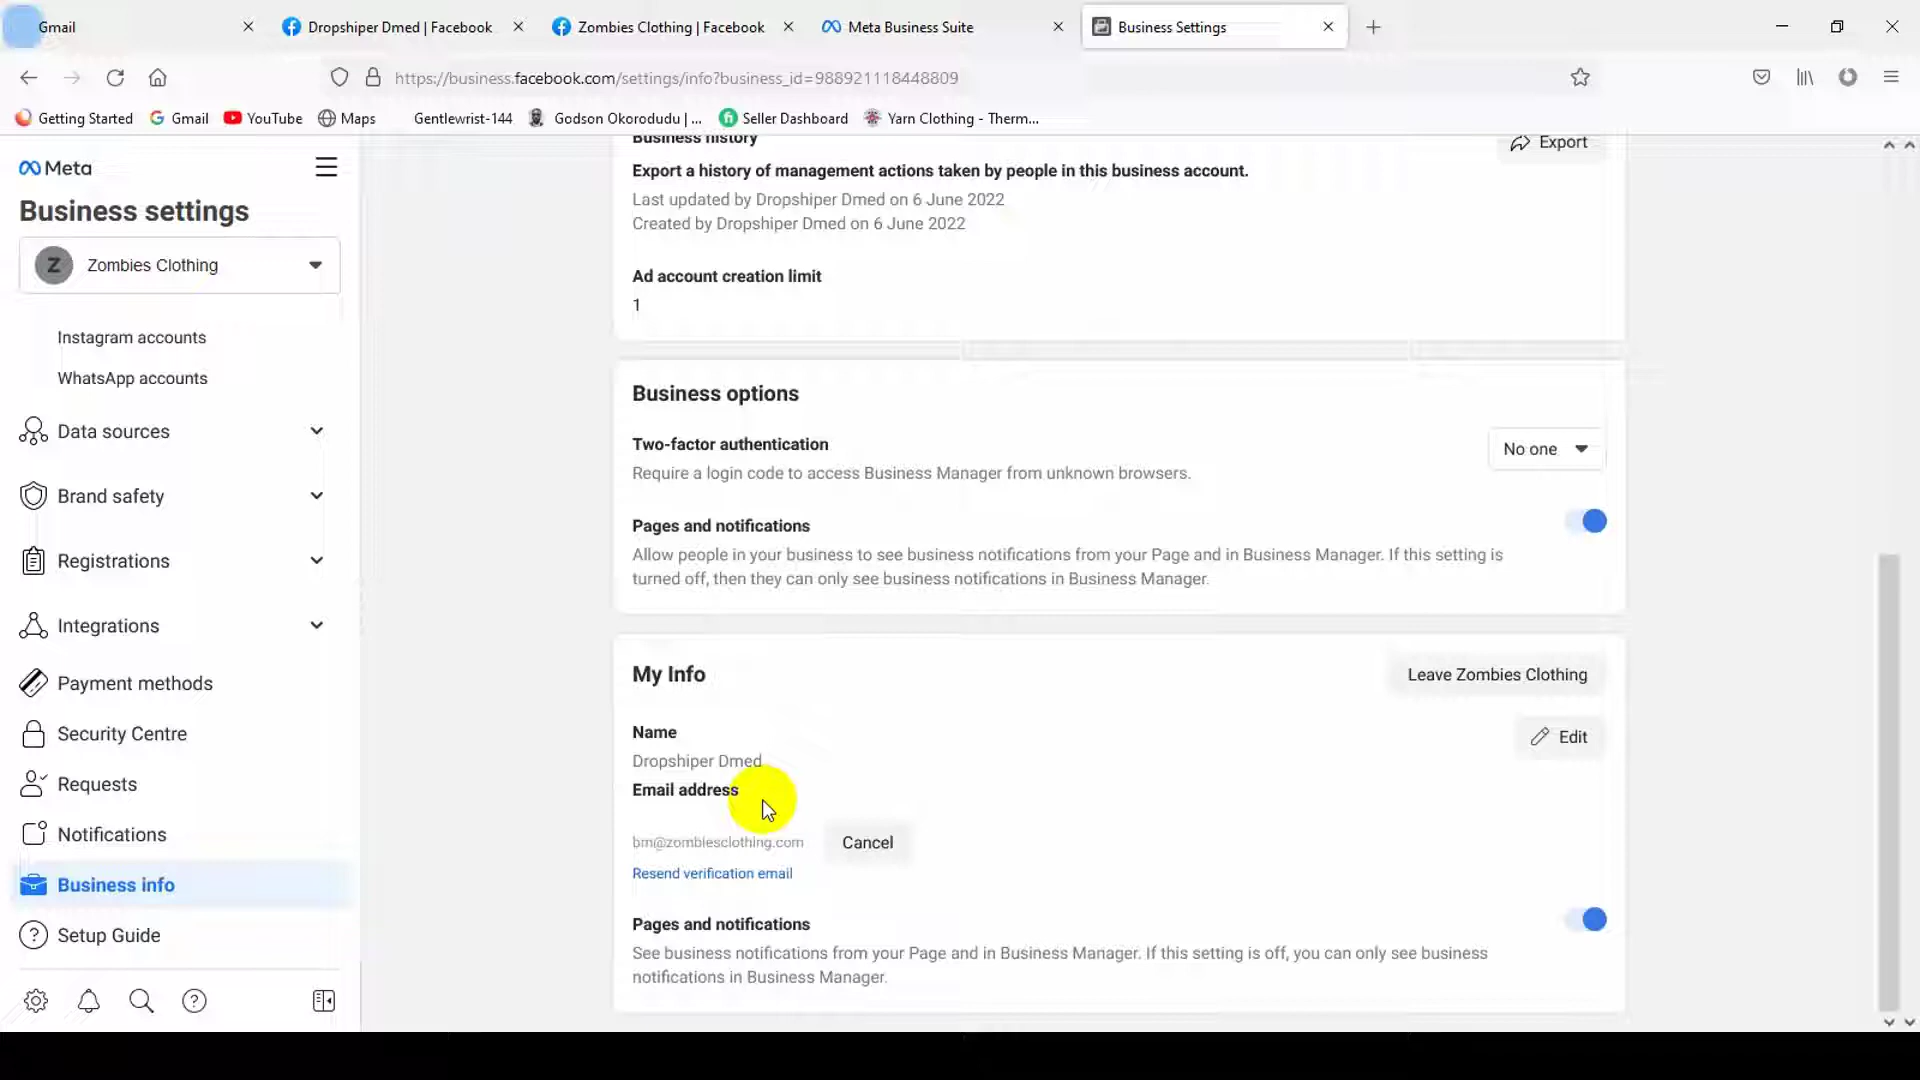 Gmail
Dropshiper Dmed | Facebook
Zombies Clothing | Facebook
Meta Business Suite
Business Settings
https://business.facebook.com/settings/info?business_id=988921118448809
Getting Started
Gmail
YouTube
Maps
Gentlewrist-144
Godson Okorodudu | ...
Seller Dashboard
Yarn Clothing - Therm...
Meta
Business settings
Z
Zombies Clothing
Instagram accounts
WhatsApp accounts
Data sources
Brand safety
Registrations
Integrations
Payment methods
Security Centre
Requests
Notifications
Business info
Setup Guide
Business history
Export
Export a history of management actions taken by people in this business account.
Last updated by Dropshiper Dmed on 6 June 2022
Created by Dropshiper Dmed on 6 June 2022
Ad account creation limit
1
Business options
Two-factor authentication
No one
Require a login code to access Business Manager from unknown browsers.
Pages and notifications
Allow people in your business to see business notifications from your Page and in Business Manager. If this setting is
turned off, then they can only see business notifications in Business Manager.
My Info
Leave Zombies Clothing
Name
Edit
Dropshiper Dmed
Email address
bm@zombiesclothing.com
Cancel
Resend verification email
Pages and notifications
See business notifications from your Page and in Business Manager. If this setting is off, you can only see business
notifications in Business Manager.